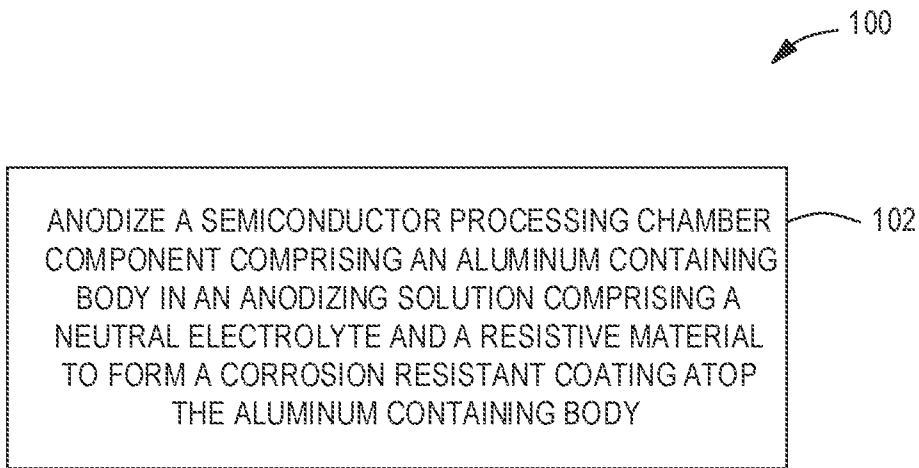 100
ANODIZE A SEMICONDUCTOR PROCESSING CHAMBER
COMPONENT COMPRISING AN ALUMINUM CONTAINING
BODY IN AN ANODIZING SOLUTION COMPRISING A
NEUTRAL ELECTROLYTE AND A RESISTIVE MATERIAL
TO FORM A CORROSION RESISTANT COATING ATOP
THE ALUMINUM CONTAINING BODY
102